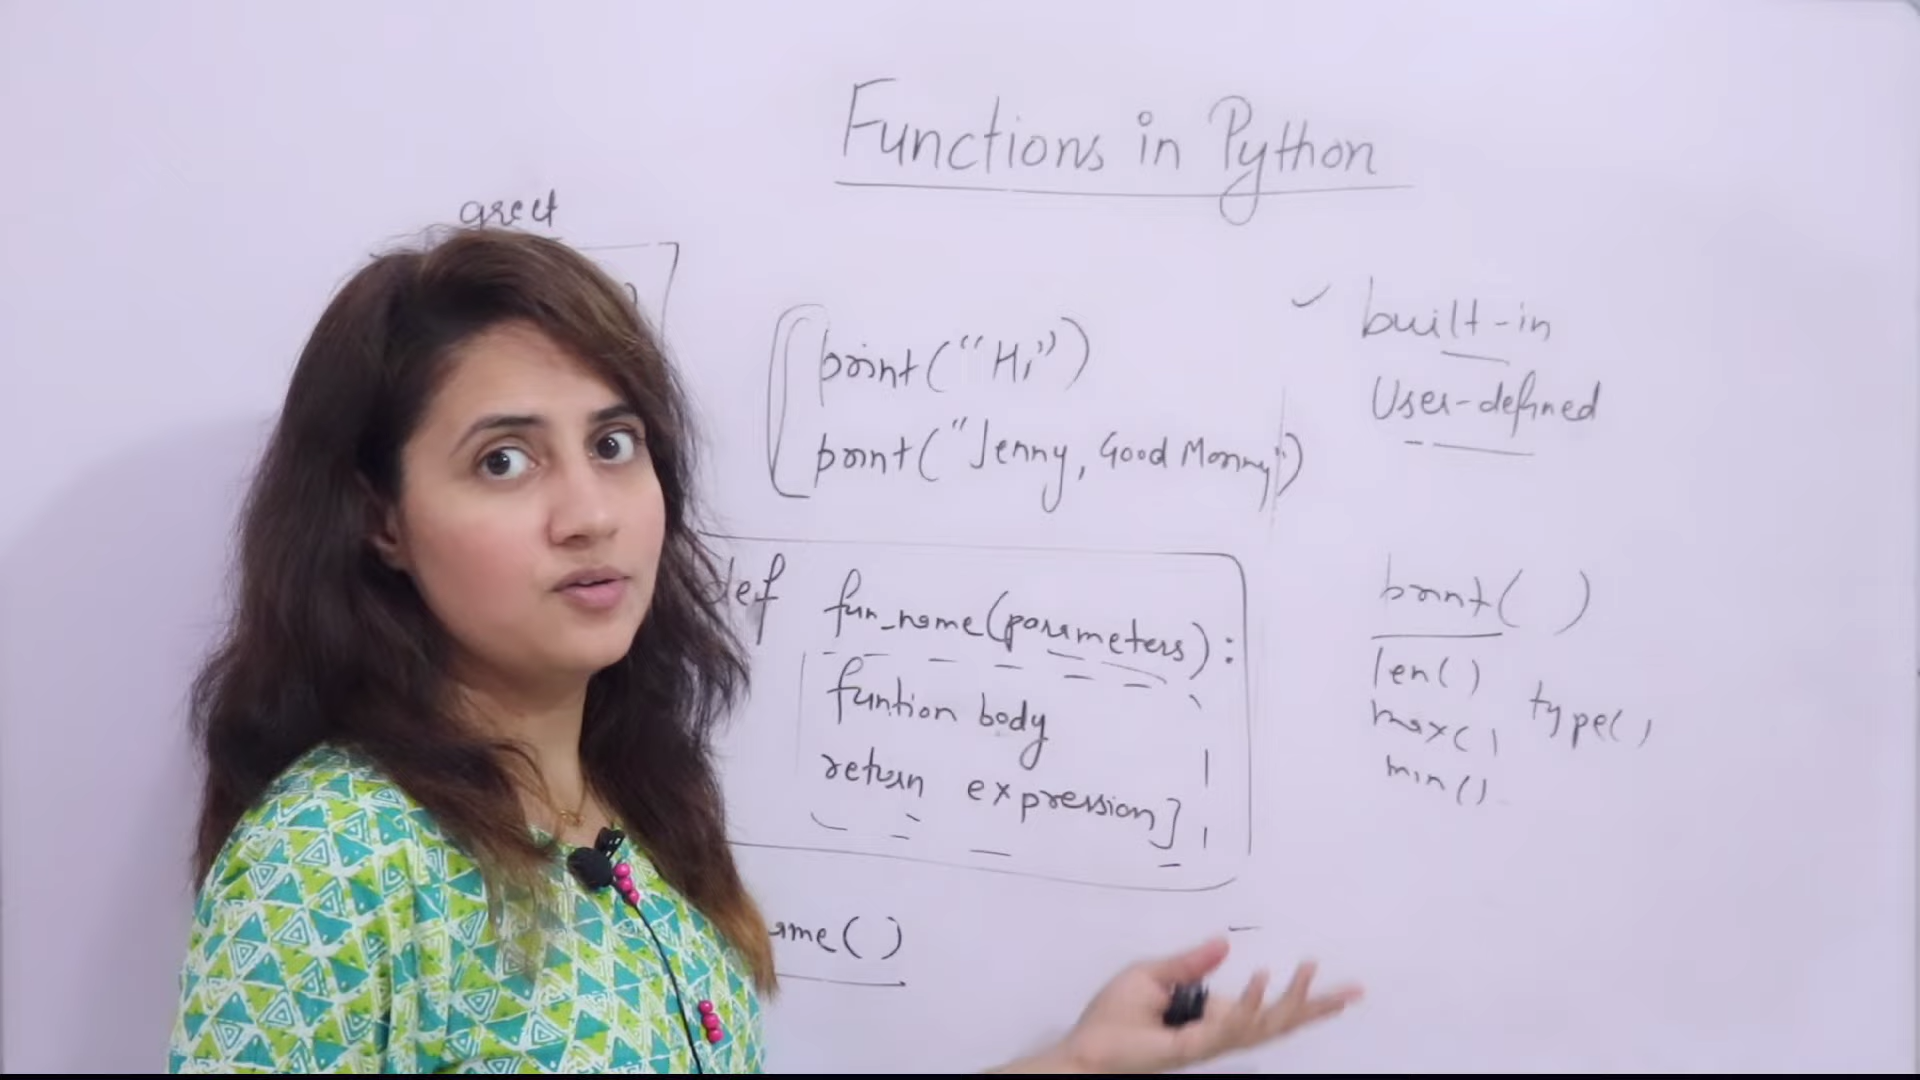 Functions in Python
greet
print("Hi")
print("Jenny, Good Morning")
def fun_name(parameters):
funtion body
return expression]
ame()
✓ built-in
User-defined
print( )
len()
max()
min()
type()